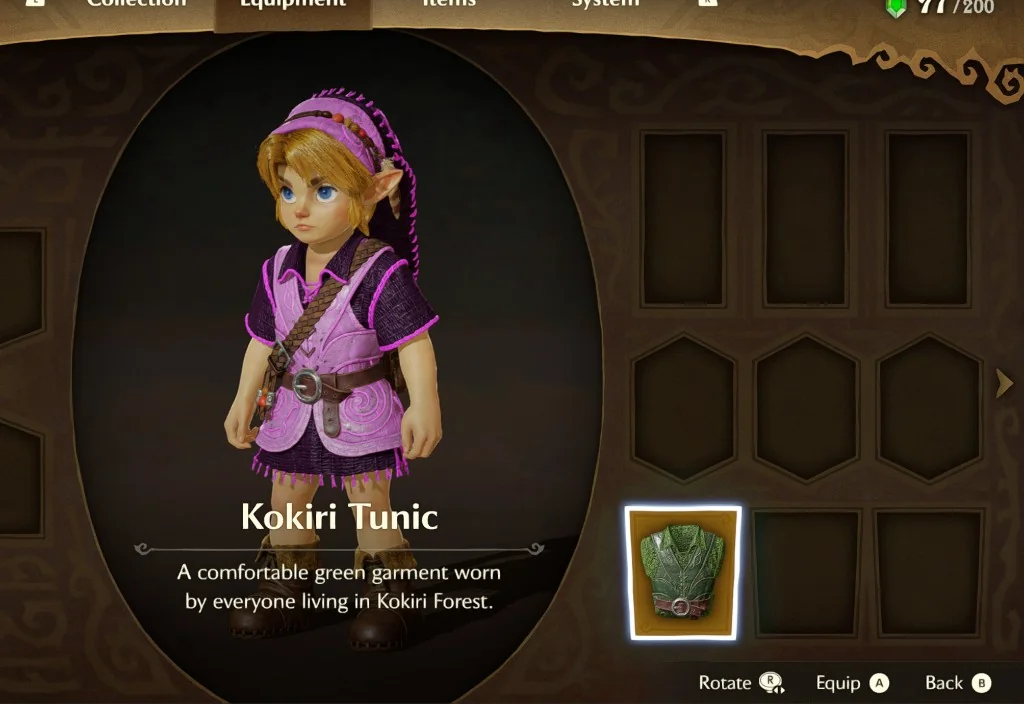 L
Collection
Equipment
Items
System
R
77/200
Kokiri Tunic
A comfortable green garment worn
by everyone living in Kokiri Forest.
Rotate R
Equip A
Back B